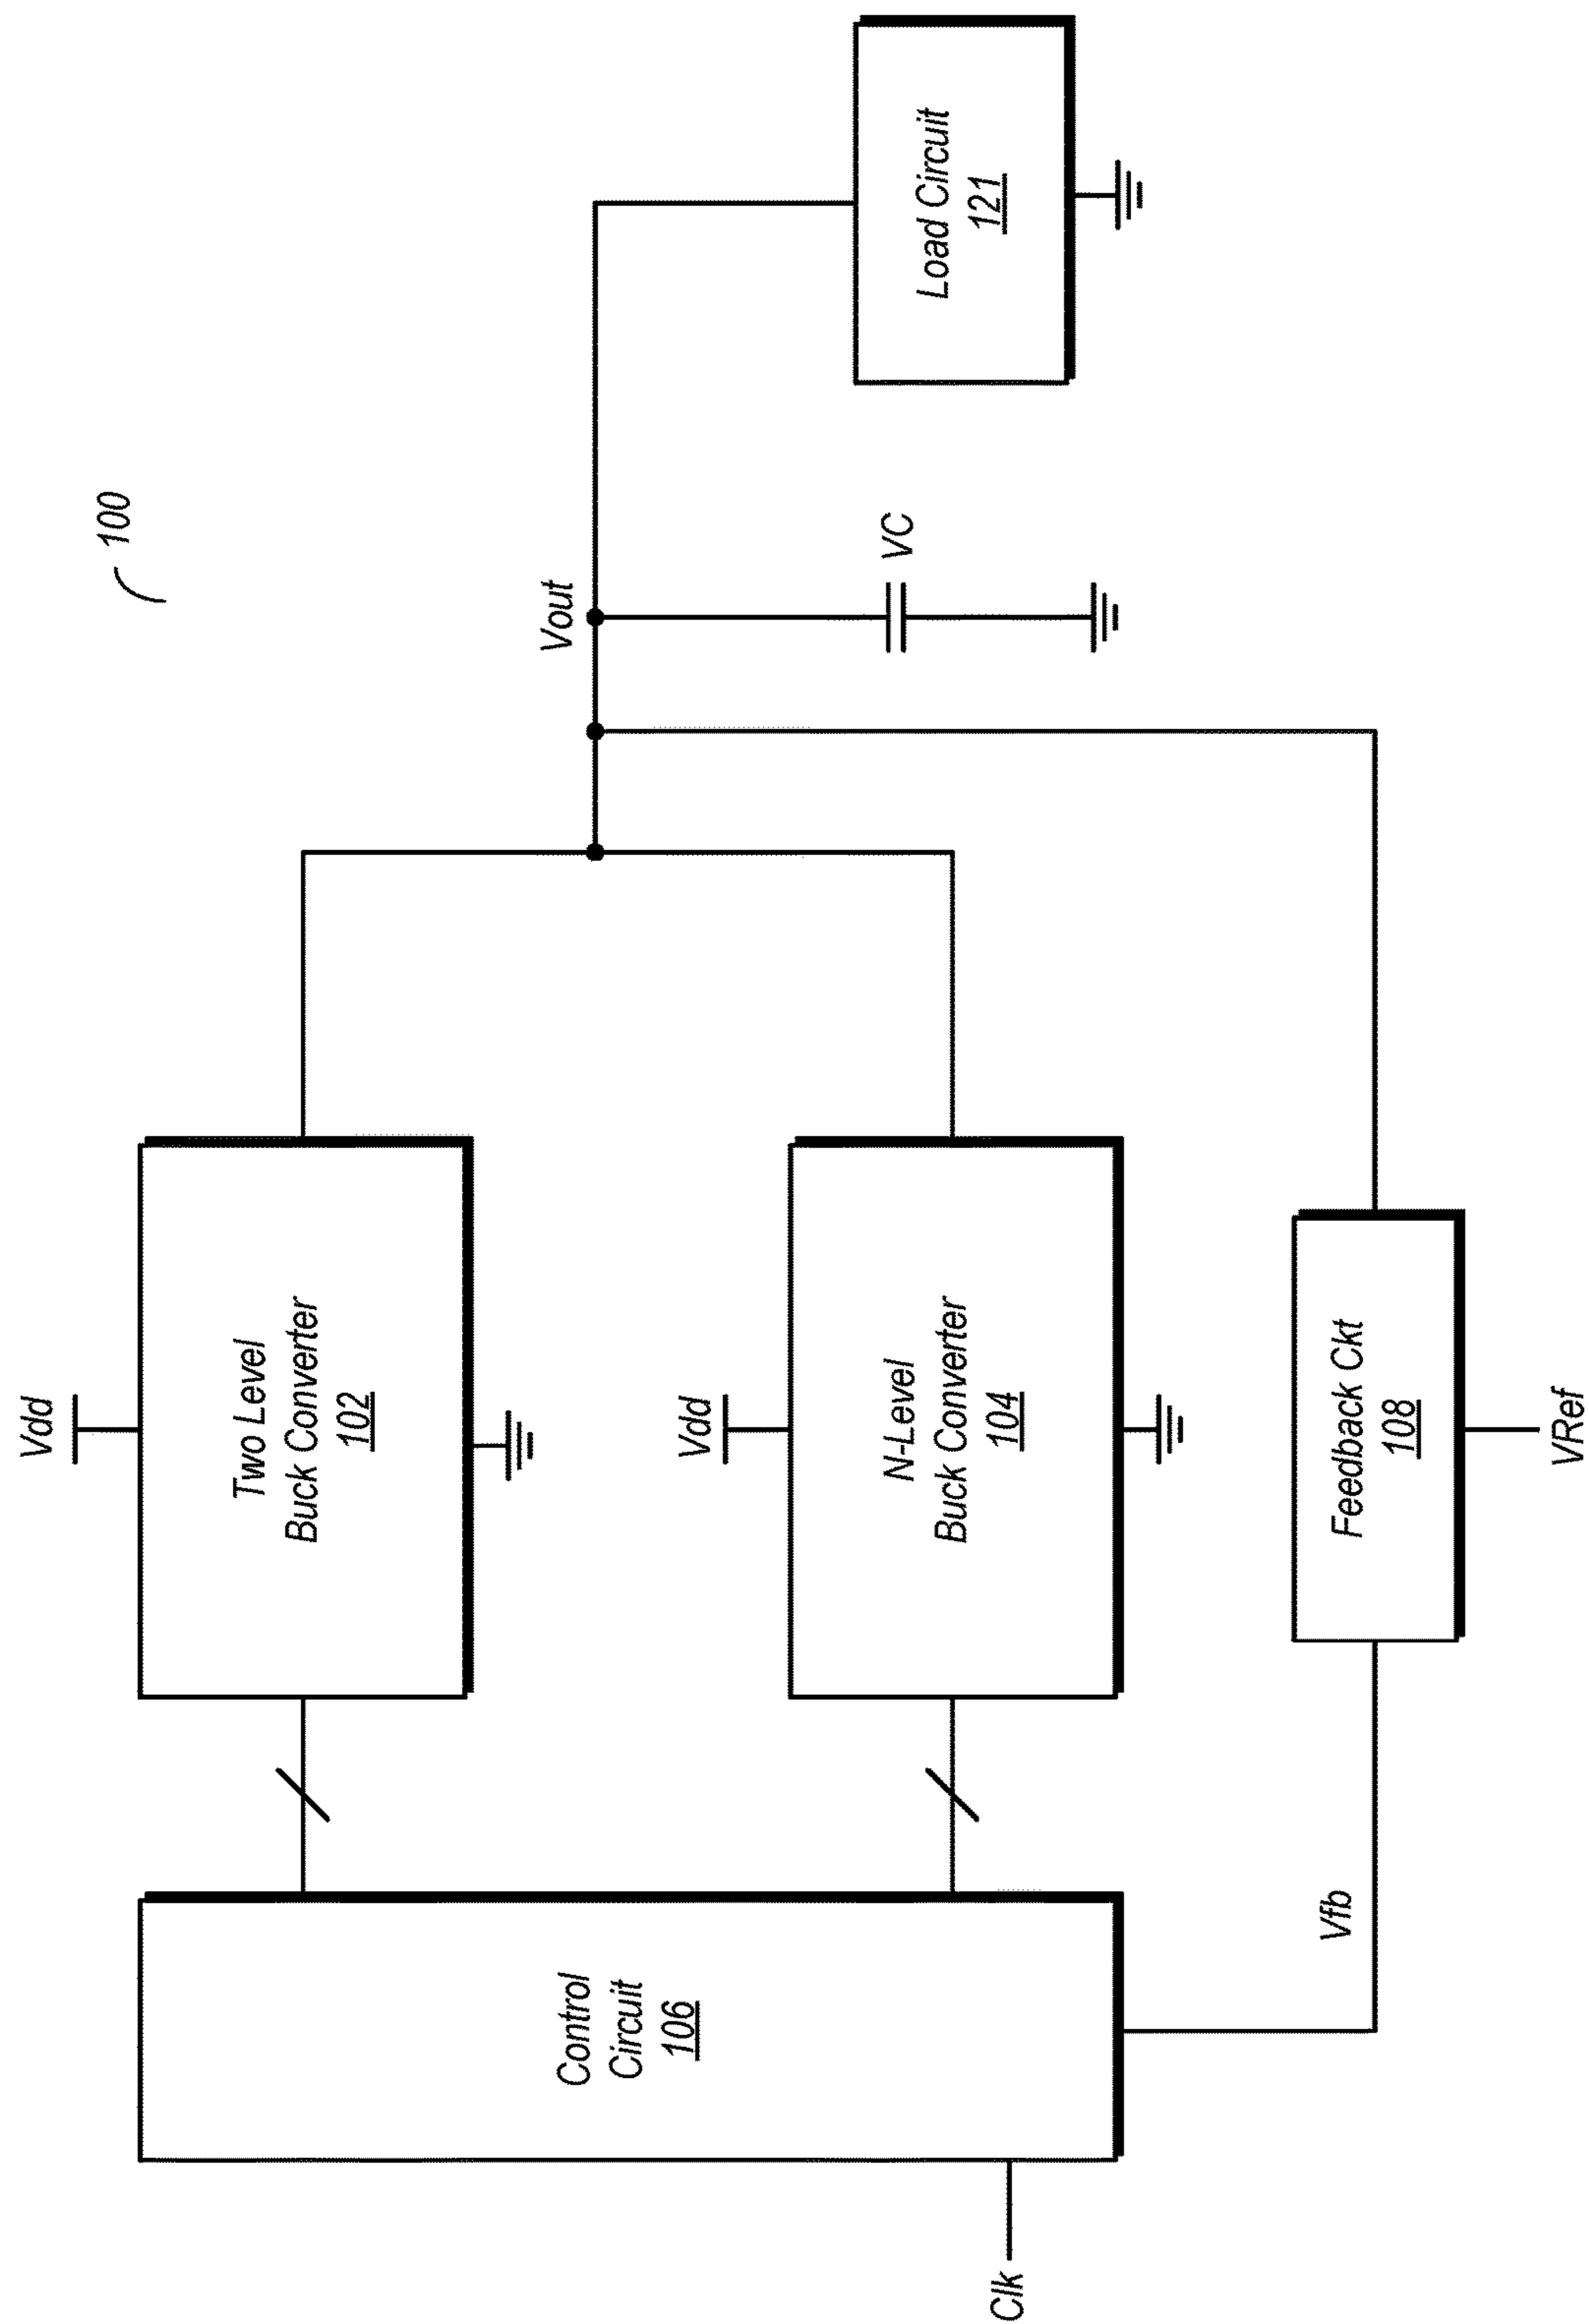 100
Vdd
Two Level
Buck Converter
102
Vout
Control
Circuit
106
Vdd
N-Level
Buck Converter
104
VC
Load Circuit
121
Clk
Vfb
Feedback Ckt
108
VRef